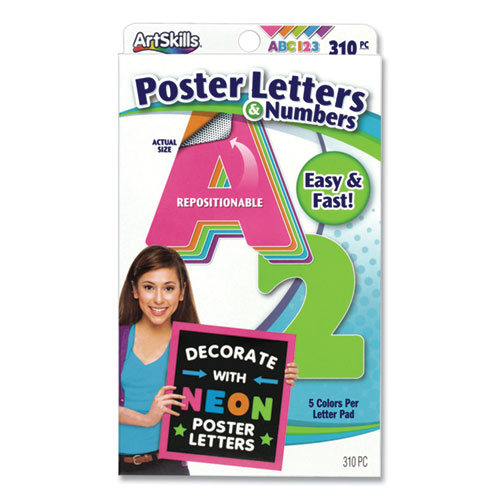 ArtSkills
ABC123 310 PC
Poster Letters
& Numbers
ACTUAL
SIZE
A
REPOSITIONABLE
Easy &
Fast!
2
DECORATE
WITH
NEON
POSTER
LETTERS
5 Colors Per
Letter Pad
310 PC